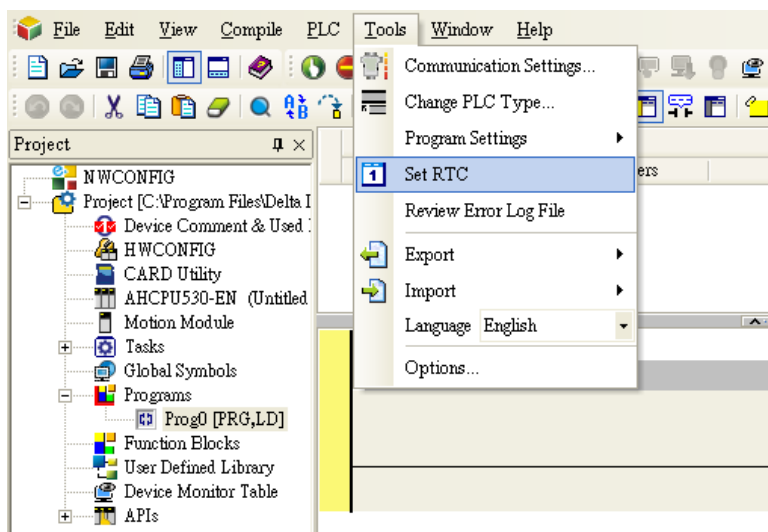 File Edit View Compile PLC Tools Window Help
Communication Settings...
Change PLC Type...
Program Settings
Set RTC
1
Review Error Log File
Export
Import
Language English
Options...
ers
Project
NWCONFIG
Project [C:\Program Files\Delta I
Device Comment & Used
HWCONFIG
CARD Utility
AHCPU530-EN (Untitled
Motion Module
Tasks
Global Symbols
Programs
Prog0 [PRG,LD]
Function Blocks
User Defined Library
Device Monitor Table
APIs